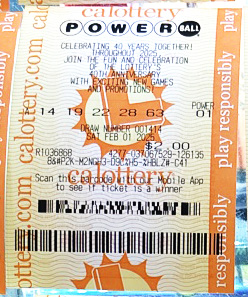 calottery
POWERBALL
CELEBRATING 40 YEARS TOGETHER!
THROUGHOUT 2025,
JOIN THE FUN AND CELEBRATION
OF THE LOTTERY'S
40TH ANNIVERSARY
WITH EXCITING NEW GAMES
AND PROMOTIONS!
POWER
14 19 22 28 63 01
DRAW NUMBER 001414
SAT FEB 01 2025
$2.00
R1036868
Scan this barcode with our Mobile App
to see if ticket is a winner
calottery
calottery.com
play responsibly